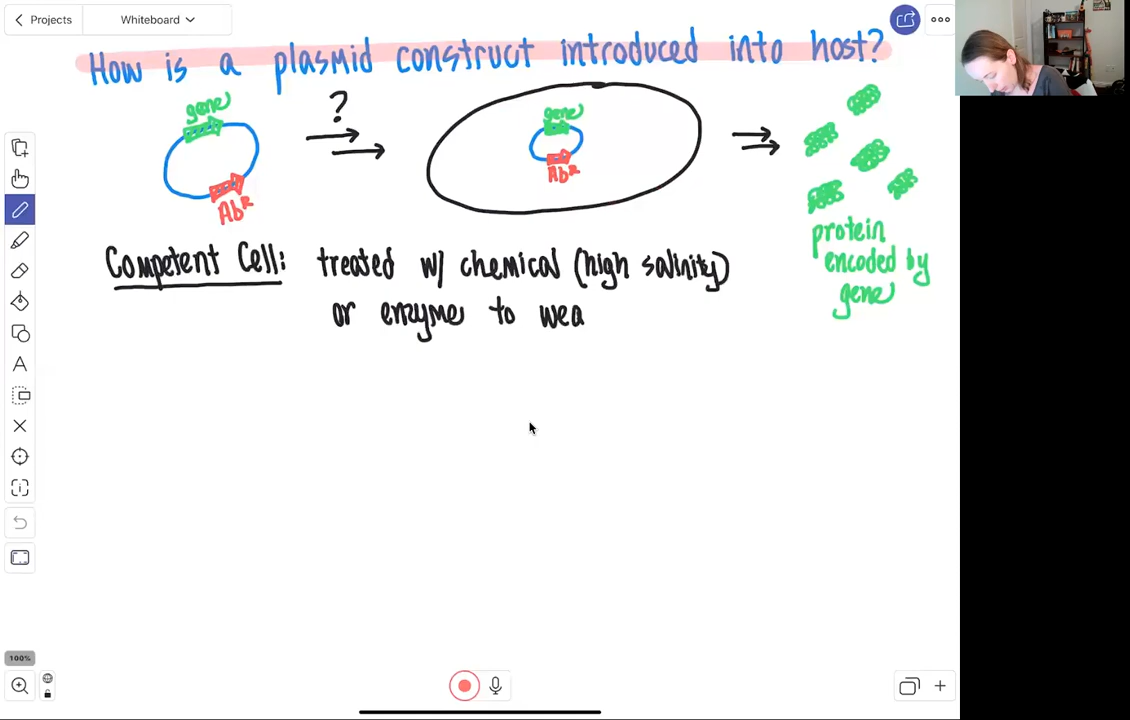 Projects
Whiteboard
How is a plasmid construct introduced into host?
gene
Abᴿ
?
gene
Abᴿ
protein
encoded by
gene
Competent Cell: treated w/ chemical (high salinity)
or enzyme to wea
A
100%